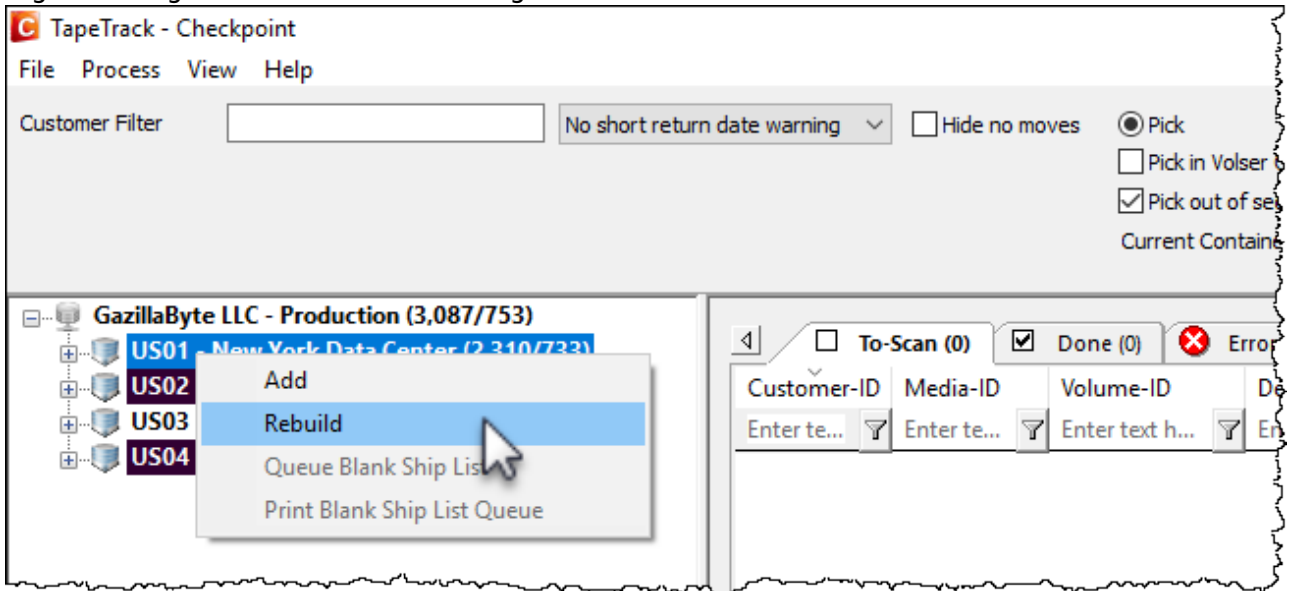 TapeTrack - Checkpoint
File Process View Help
Customer Filter
No short return date warning
Hide no moves
Pick
Pick in Volser
Pick out of
Current
GazillaByte LLC - Production (3,087/753)
US01 - New York Data Center (2,310/733)
US02
US03
US04
Add
Rebuild
Queue Blank Ship List
Print Blank Ship List Queue
To-Scan (0) Done (0)
Customer-ID Media-ID Volume-ID
Enter te... Enter te... Enter text h...